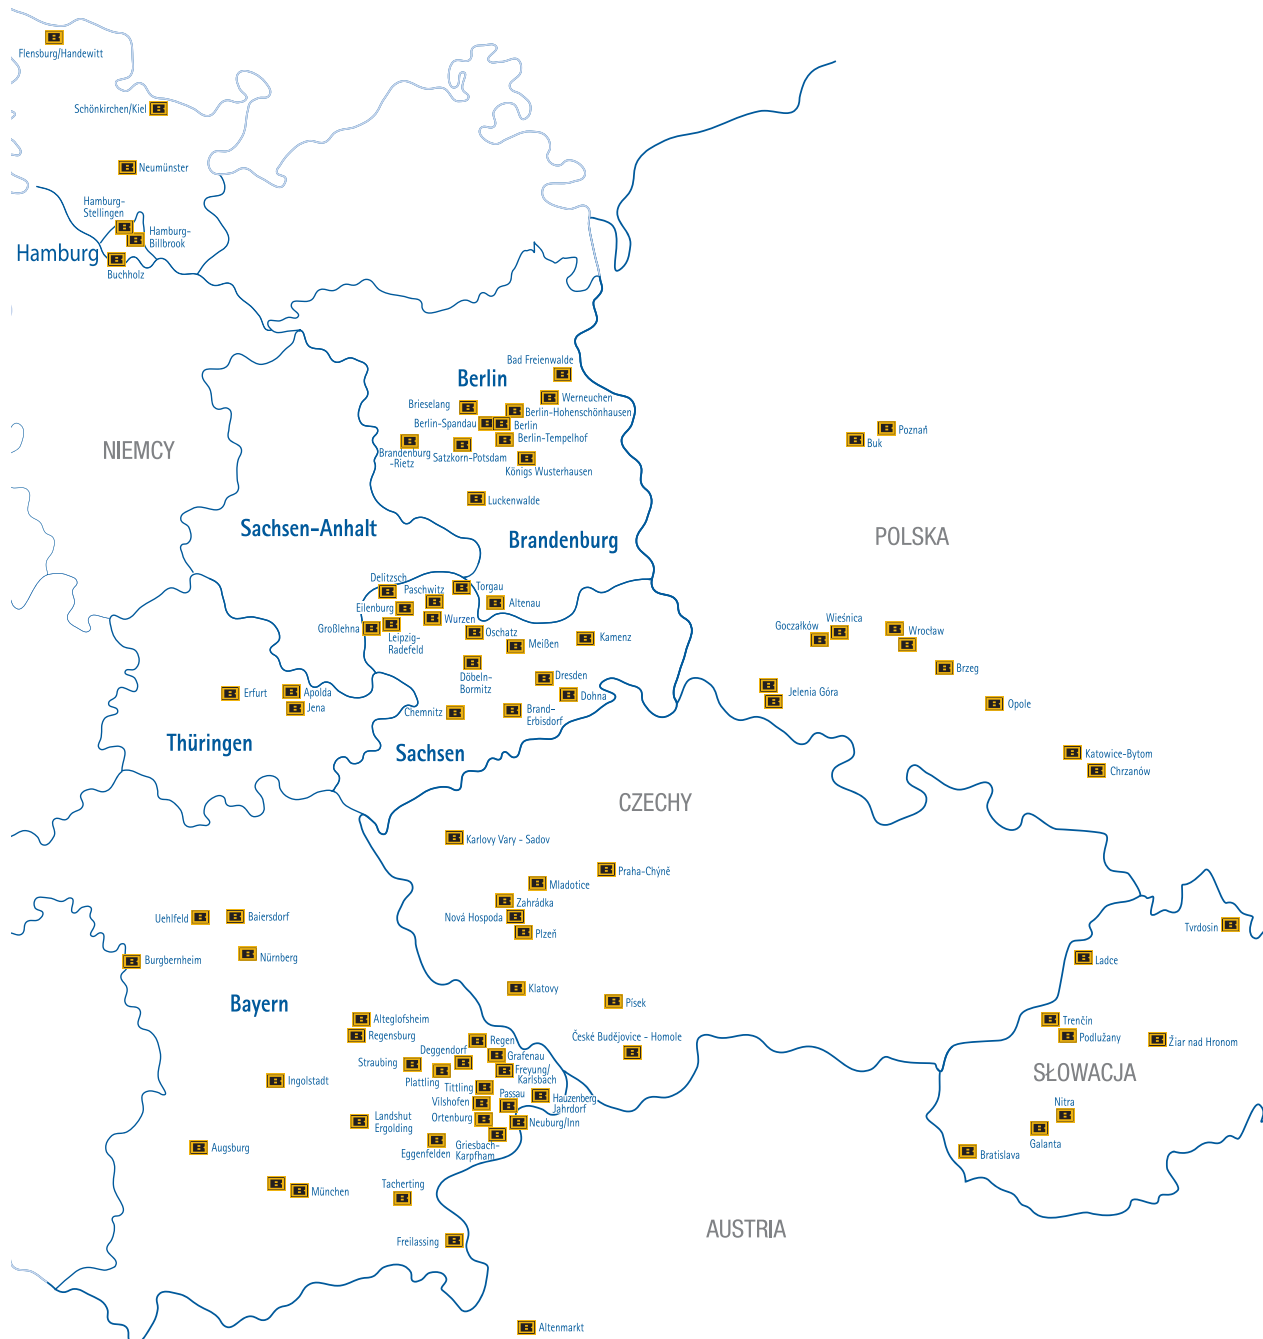 Flensburg/Handewitt
Schönkirchen/Kiel
Neumünster
Hamburg-
Stellingen
Hamburg-
Billbrook
Hamburg
Buchholz
Bad Freienwalde
Berlin
Werneuchen
Brieselang
Berlin-Hohenschönhausen
Berlin-Spandau
Berlin
Poznań
Buk
Berlin-Tempelhof
NIEMCY
Brandenburg
-Rietz
Satzkorn-Potsdam
Königs Wusterhausen
Luckenwalde
Sachsen-Anhalt
Brandenburg
POLSKA
Delitzsch
Paschwitz
Torgau
Altenau
Eilenburg
Wurzen
Großlehna
Leipzig-
Radefeld
Oschatz
Meißen
Kamenz
Goczałków
Wieśnica
Wrocław
Brzeg
Döbeln-
Bormitz
Dresden
Dohna
Jelenia Góra
Opole
Erfurt
Apolda
Jena
Chemnitz
Brand-
Erbisdorf
Thüringen
Sachsen
Katowice-Bytom
Chrzanów
CZECHY
Karlovy Vary - Sadov
Praha-Chýně
Mladotice
Zahrádka
Nová Hospoda
Plzeň
Uehlfeld
Baiersdorf
Tvrdosin
Burgbernheim
Nürnberg
Ladce
Klatovy
Písek
Bayern
Alteglofsheim
Regensburg
Trenčin
Podlužany
Žiar nad Hronom
České Budějovice - Homole
Regen
Deggendorf
Grafenau
Straubing
Plattling
Freyung/
Karlsbach
SŁOWACJA
Ingolstadt
Tittling
Passau
Hauzenberg
Jahrdorf
Vilshofen
Nitra
Landshut
Ergolding
Ortenburg
Neuburg/Inn
Galanta
Augsburg
Eggenfelden
Griesbach-
Karpfham
Bratislava
München
Tacherting
AUSTRIA
Freilassing
Altenmarkt